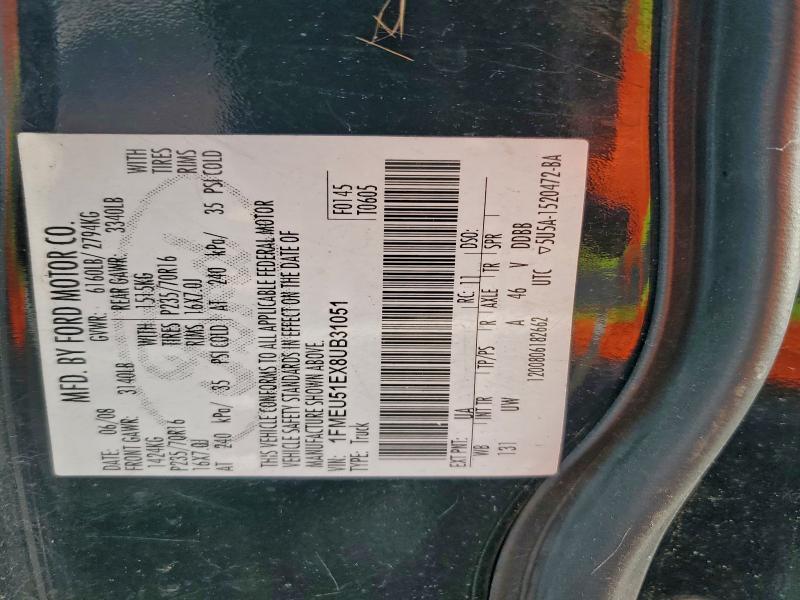 MFD. BY FORD MOTOR CO.
DATE: 06/08 GVWR: 6160LB/ 2794KG
FRONT GAWR: 3140LB REAR GAWR: 3340LB
1424KG WITH 1515KG WITH
P235/70R16 TIRES P235/70R16 TIRES
16X7.0J RIMS 16X7.0J RIMS
AT 240 kPa/ 35 PSI COLD AT 240 kPa/ 35 PSI COLD
THIS VEHICLE CONFORMS TO ALL APPLICABLE FEDERAL MOTOR
VEHICLE SAFETY STANDARDS IN EFFECT ON THE DATE OF
MANUFACTURE SHOWN ABOVE.
VIN: 1FMEU51EX8UB31051 F0145
TYPE: Truck T0605
EXT PNT: UA RC: 11 DSO:
WB INT TR TP/PS R AXLE TR SPR
131 UW A 46 V DDBB
1200806182662 UTC ▽5U5A-1520472-BA